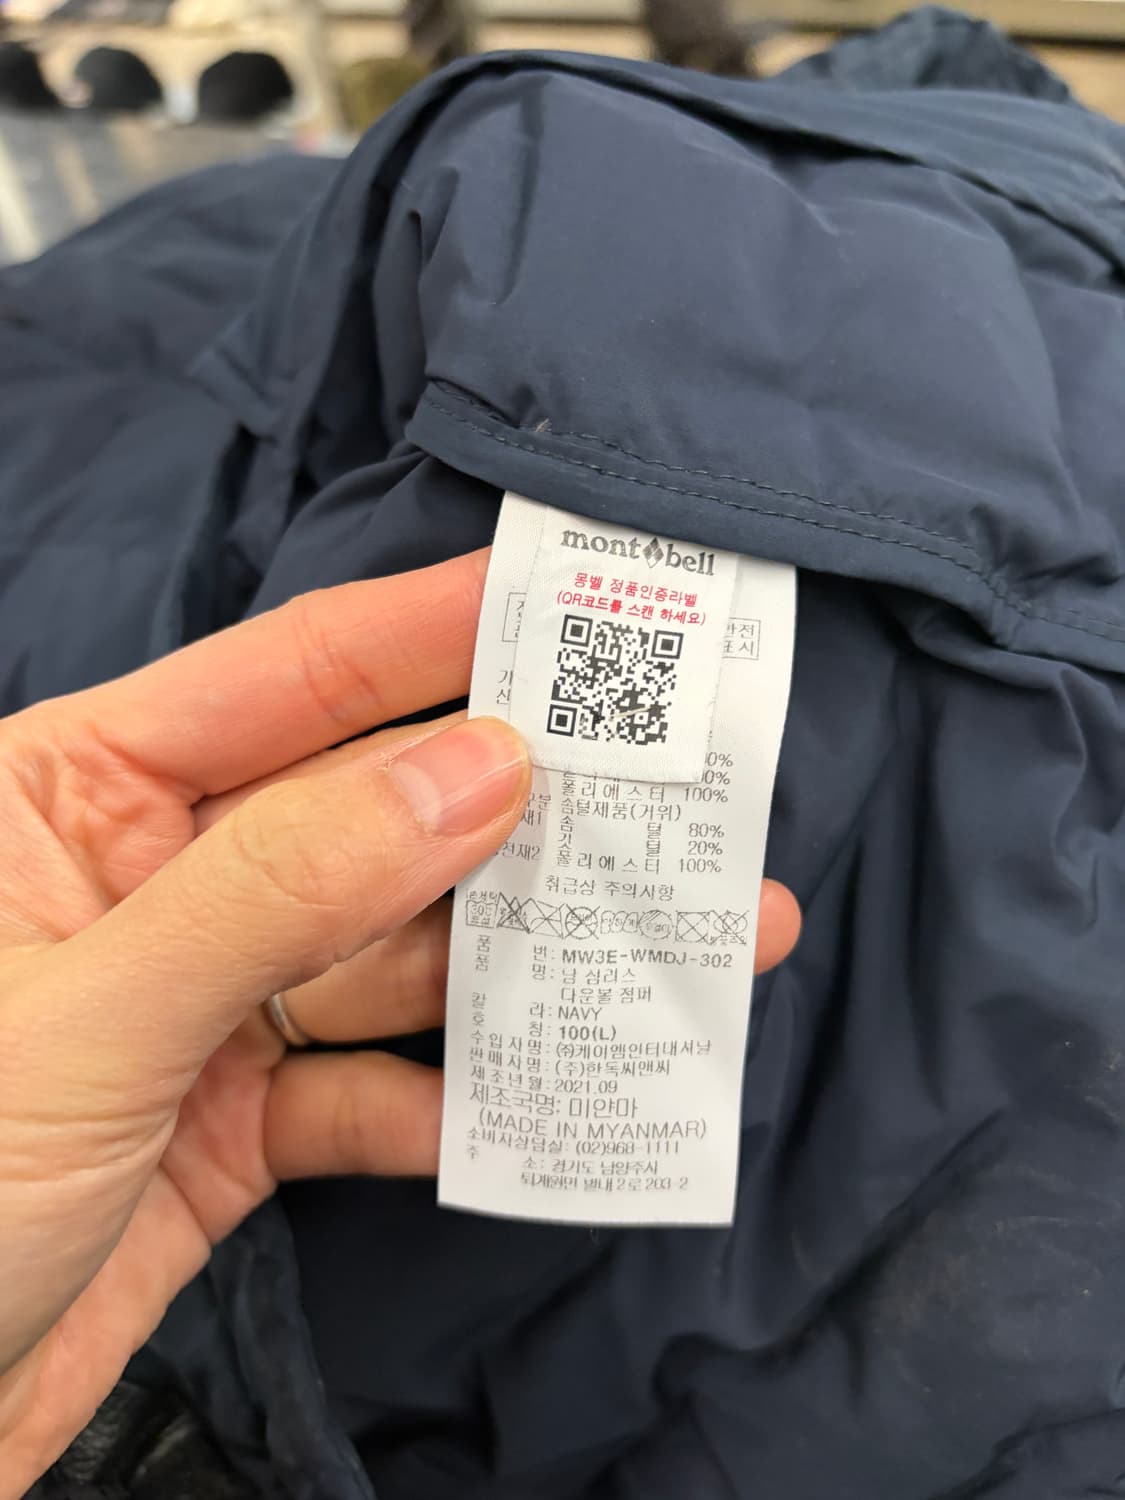 mont bell
몽벨 정품인증라벨
(QR코드를 스캔 하세요)
표시
폴리에스터 100%
솜털제품(거위)
솜 털 80%
깃 털 20%
충전재2 폴리에스터 100%
취급상 주의사항
품 번: MW3E-WMDJ-302
품 명: 남 심리스
다운볼 점퍼
칼 라: NAVY
호 칭: 100(L)
수입자명: ㈜케이엠인터내셔날
판매자명: (주)한독씨앤씨
제조년월: 2021.09
제조국명: 미얀마
(MADE IN MYANMAR)
소비자상담실: (02)968-1111
주 소: 경기도 남양주시
퇴계원면 별내2로 203-2